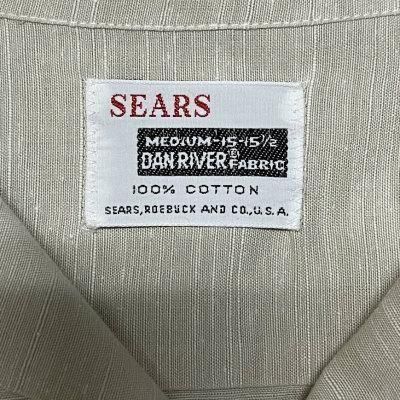 SEARS
MEDIUM-15-15½
DAN RIVER® FABRIC
100% COTTON
SEARS, ROEBUCK AND CO., U.S.A.